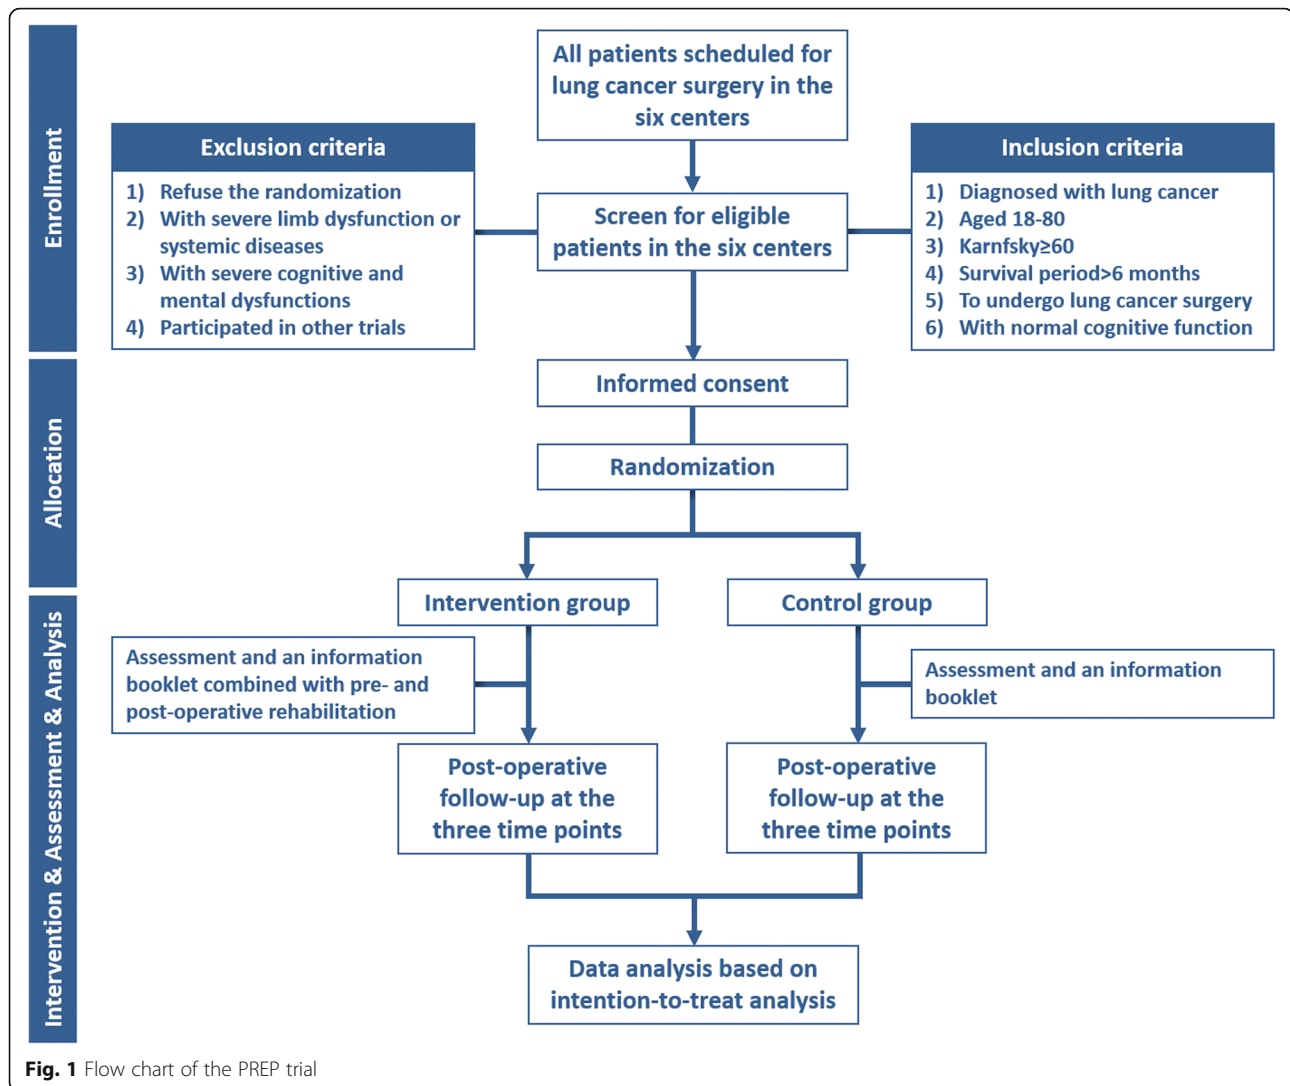 Enrollment
All patients scheduled for
lung cancer surgery in the
six centers
Exclusion criteria
1) Refuse the randomization
2) With severe limb dysfunction or
systemic diseases
3) With severe cognitive and
mental dysfunctions
4) Participated in other trials
Screen for eligible
patients in the six centers
Inclusion criteria
1) Diagnosed with lung cancer
2) Aged 18-80
3) Karnfsky≥60
4) Survival period>6 months
5) To undergo lung cancer surgery
6) With normal cognitive function
Allocation
Informed consent
Randomization
Intervention & Assessment & Analysis
Intervention group
Control group
Assessment and an information
booklet combined with pre- and
post-operative rehabilitation
Assessment and an information
booklet
Post-operative
follow-up at the
three time points
Post-operative
follow-up at the
three time points
Data analysis based on
intention-to-treat analysis
Fig. 1 Flow chart of the PREP trial